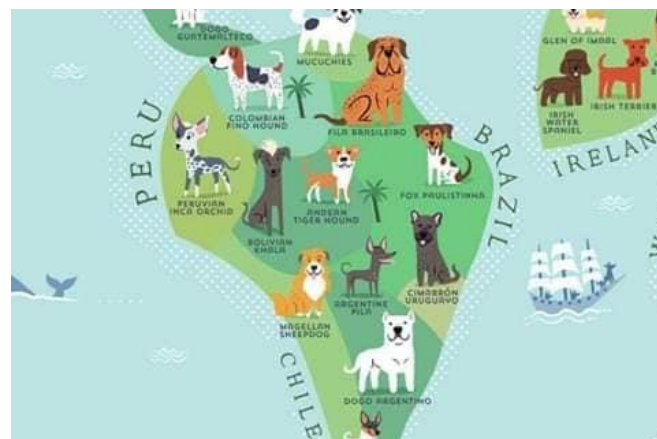 DOGO
GUATEMALTECO
MUCUCHIES
GLEN OF IMAAL
COLOMBIAN
FINO HOUND
FILA BRASILEIRO
IRISH
WATER
SPANIEL
IRISH TERRIER
PERU
BRAZIL
IRELAN
PERUVIAN
INCA ORCHID
BOLIVIAN
KHALA
ANDEAN
TIGER HOUND
FOX PAULISTINHA
MAGELLAN
SHEEPDOG
ARGENTINE
PILA
CIMARRÓN
URUGUAYO
CHILE
DOGO ARGENTINO